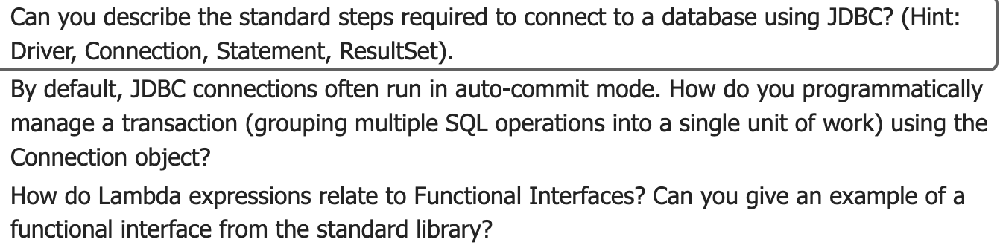 Can you describe the standard steps required to connect to a database using JDBC? (Hint:
Driver, Connection, Statement, ResultSet).
By default, JDBC connections often run in auto-commit mode. How do you programmatically
manage a transaction (grouping multiple SQL operations into a single unit of work) using the
Connection object?
How do Lambda expressions relate to Functional Interfaces? Can you give an example of a
functional interface from the standard library?